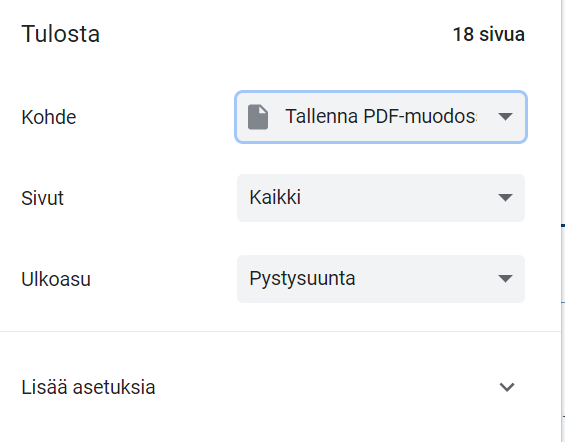 Tulosta 18 sivua
Kohde Tallenna PDF-muodos
Sivut Kaikki
Ulkoasu Pystysuunta
Lisää asetuksia